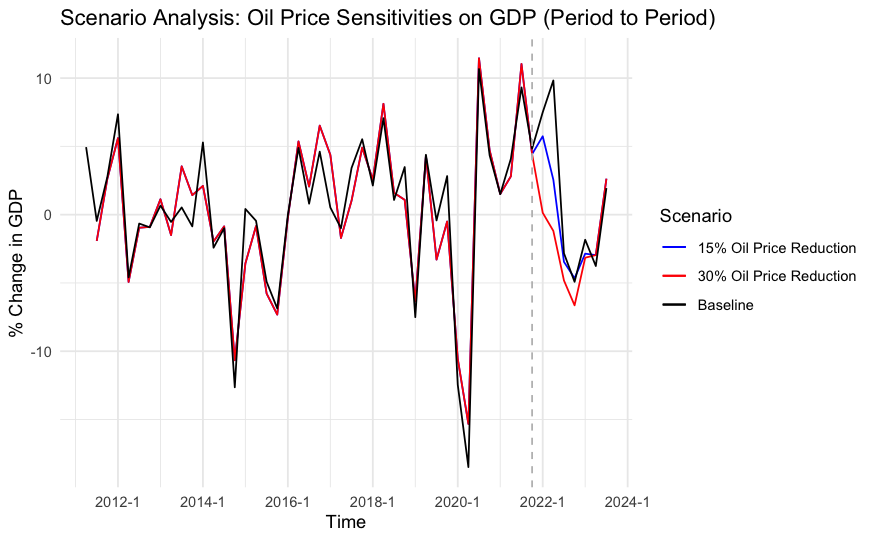 Scenario Analysis: Oil Price Sensitivities on GDP (Period to Period)
10
0
-10
% Change in GDP
2012-1 2014-1 2016-1 2018-1 2020-1 2022-1 2024-1
Time
Scenario
15% Oil Price Reduction
30% Oil Price Reduction
Baseline